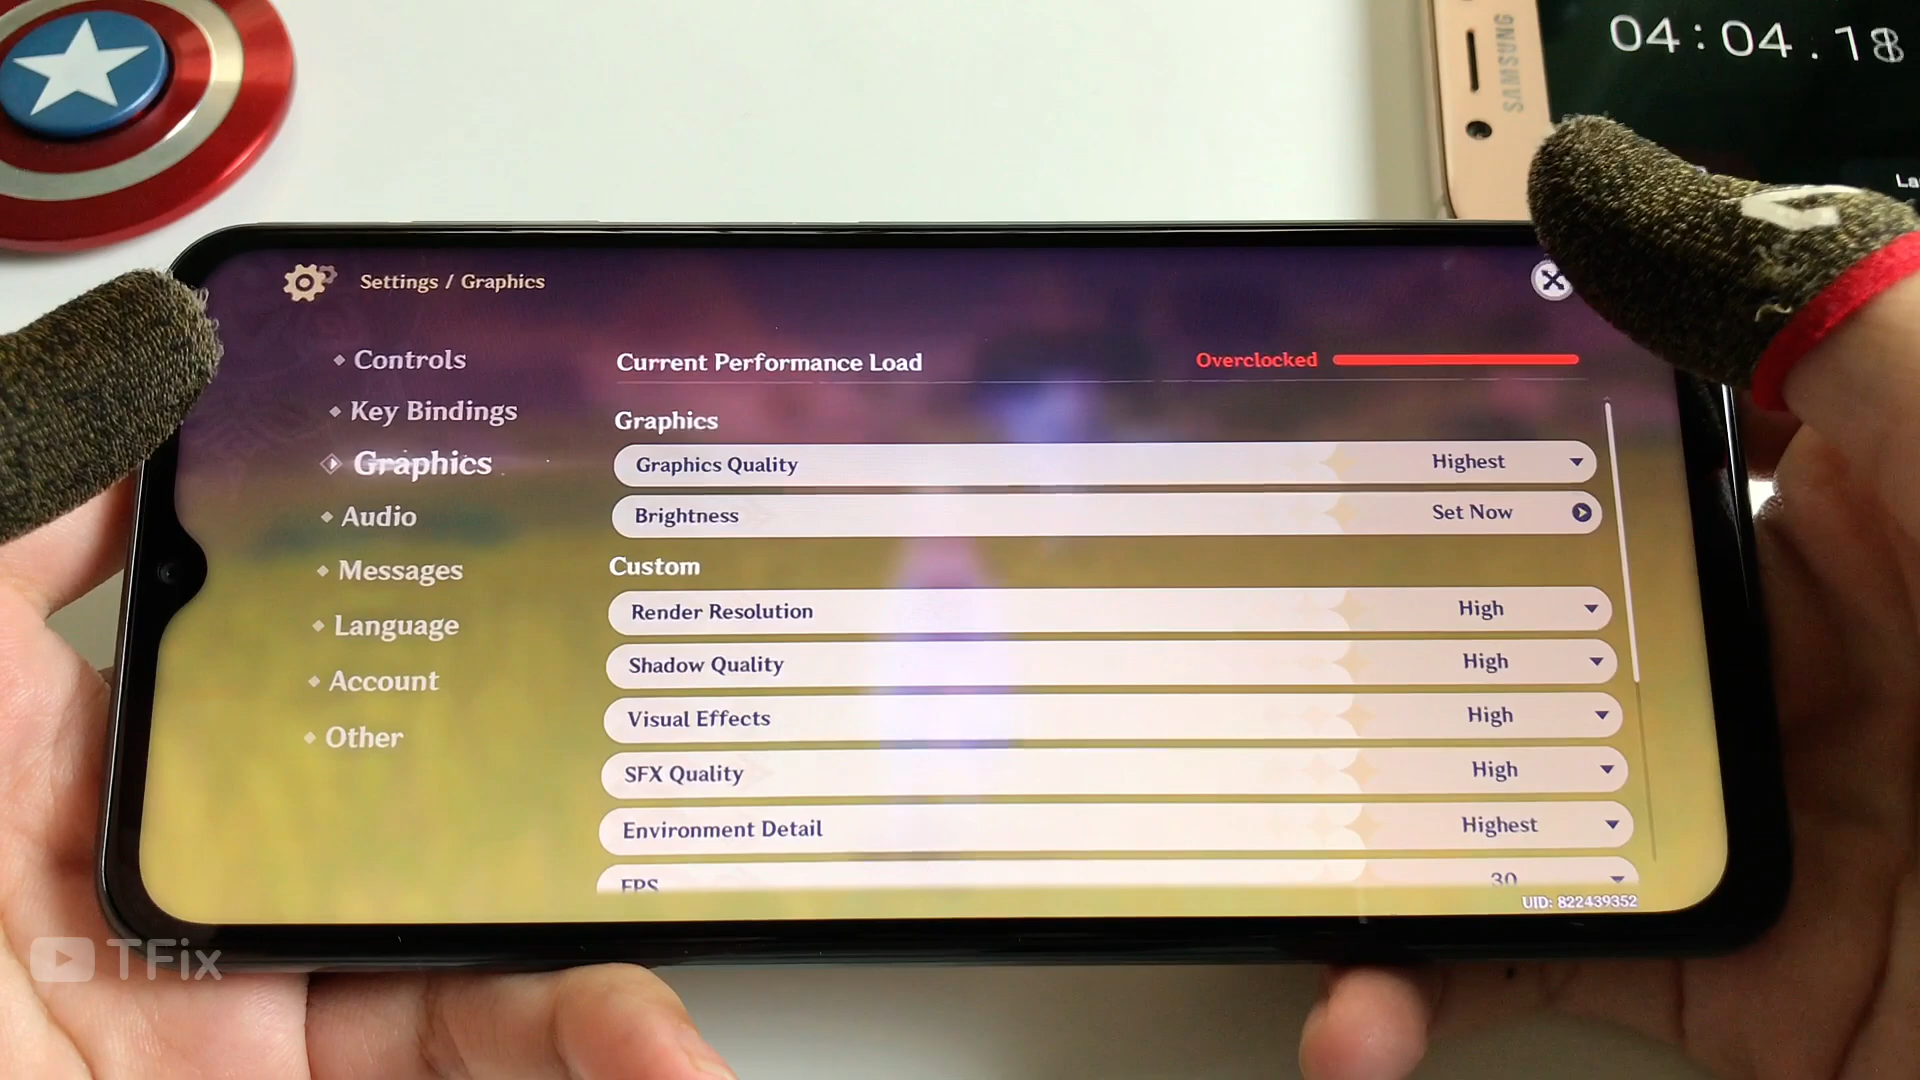 04:04.18
SAMSUNG
La
Settings / Graphics
Controls
Key Bindings
Graphics
Audio
Messages
Language
Account
Other
Current Performance Load
Overclocked
Graphics
Graphics Quality Highest
Brightness Set Now
Custom
Render Resolution High
Shadow Quality High
Visual Effects High
SFX Quality High
Environment Detail Highest
FPS 30
UID: 822439352
TFix